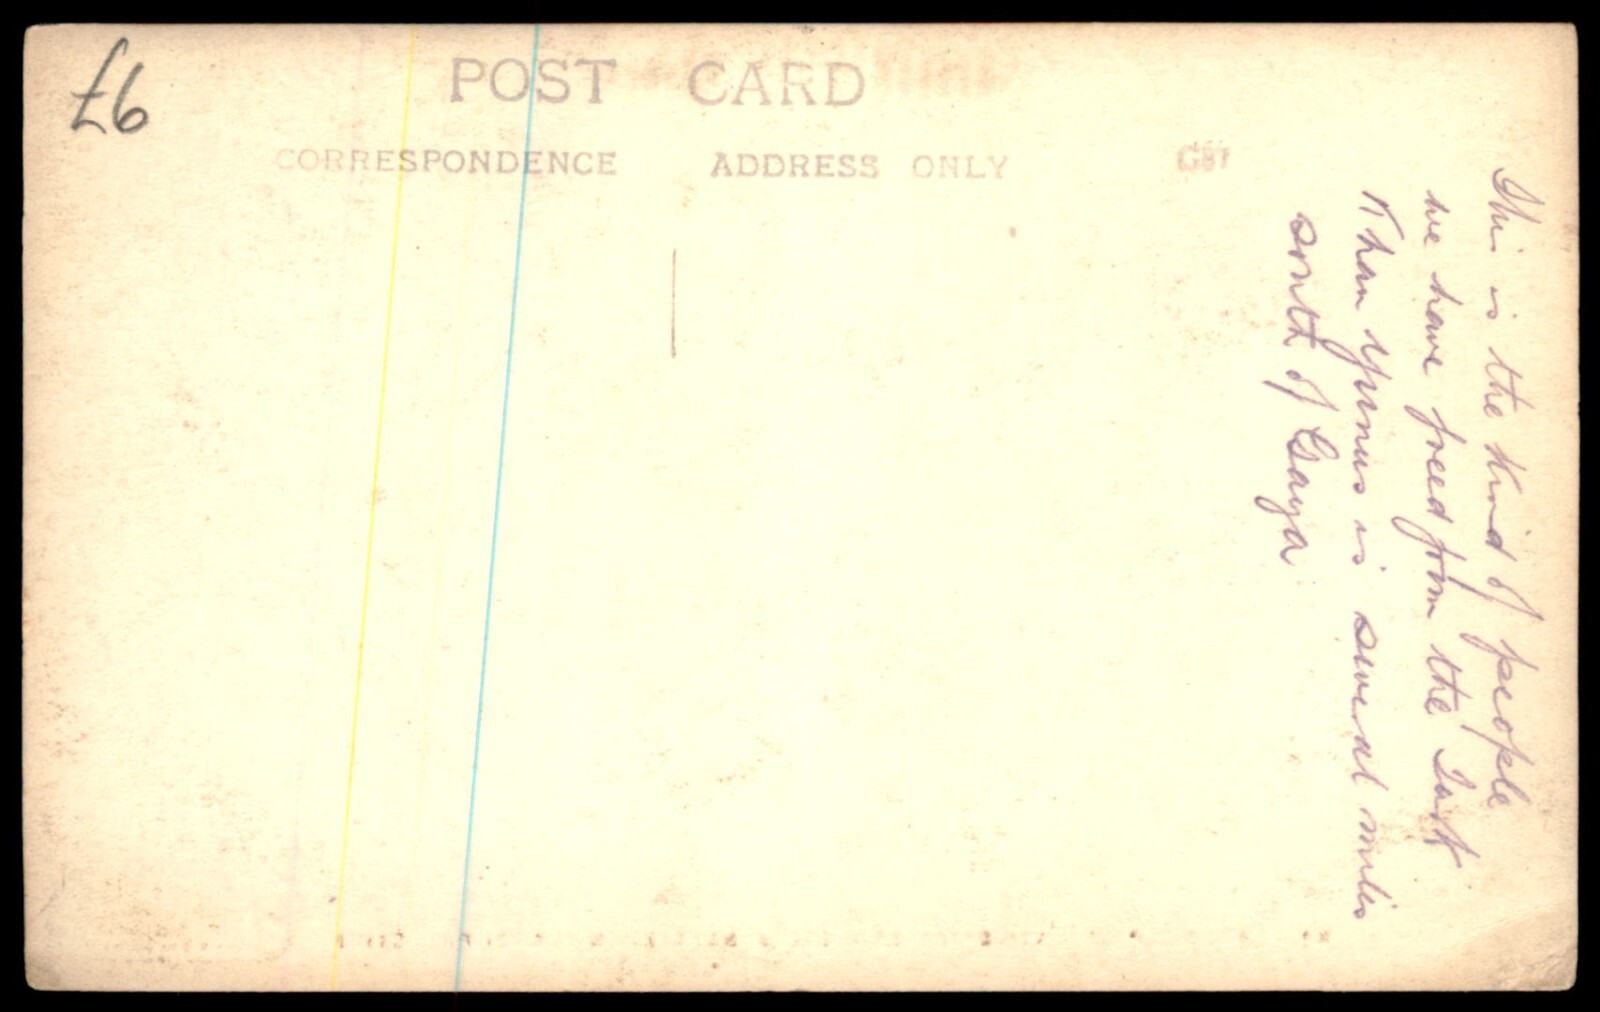 £6
POST CARD
CORRESPONDENCE ADDRESS ONLY
This is the kind of people
we have freed from the Turk
Khan Yunus is several miles
south of Gaza